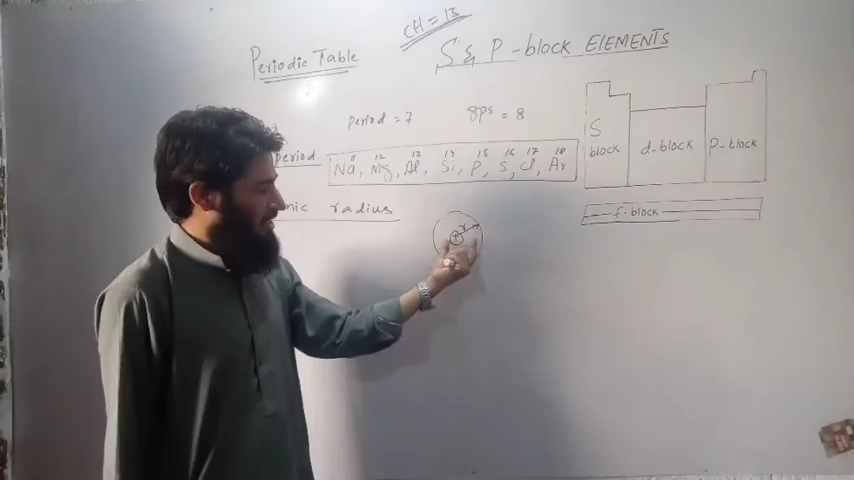 CH = 13
Periodic Table
S & P-block ELEMENTS
period = 7
gps = 8
period
11 12 13 14 15 16 17 18
Na, Mg, Al, Si, P, S, Cl, Ar
mic radius
r
+
S block
d-block
P-block
f-block